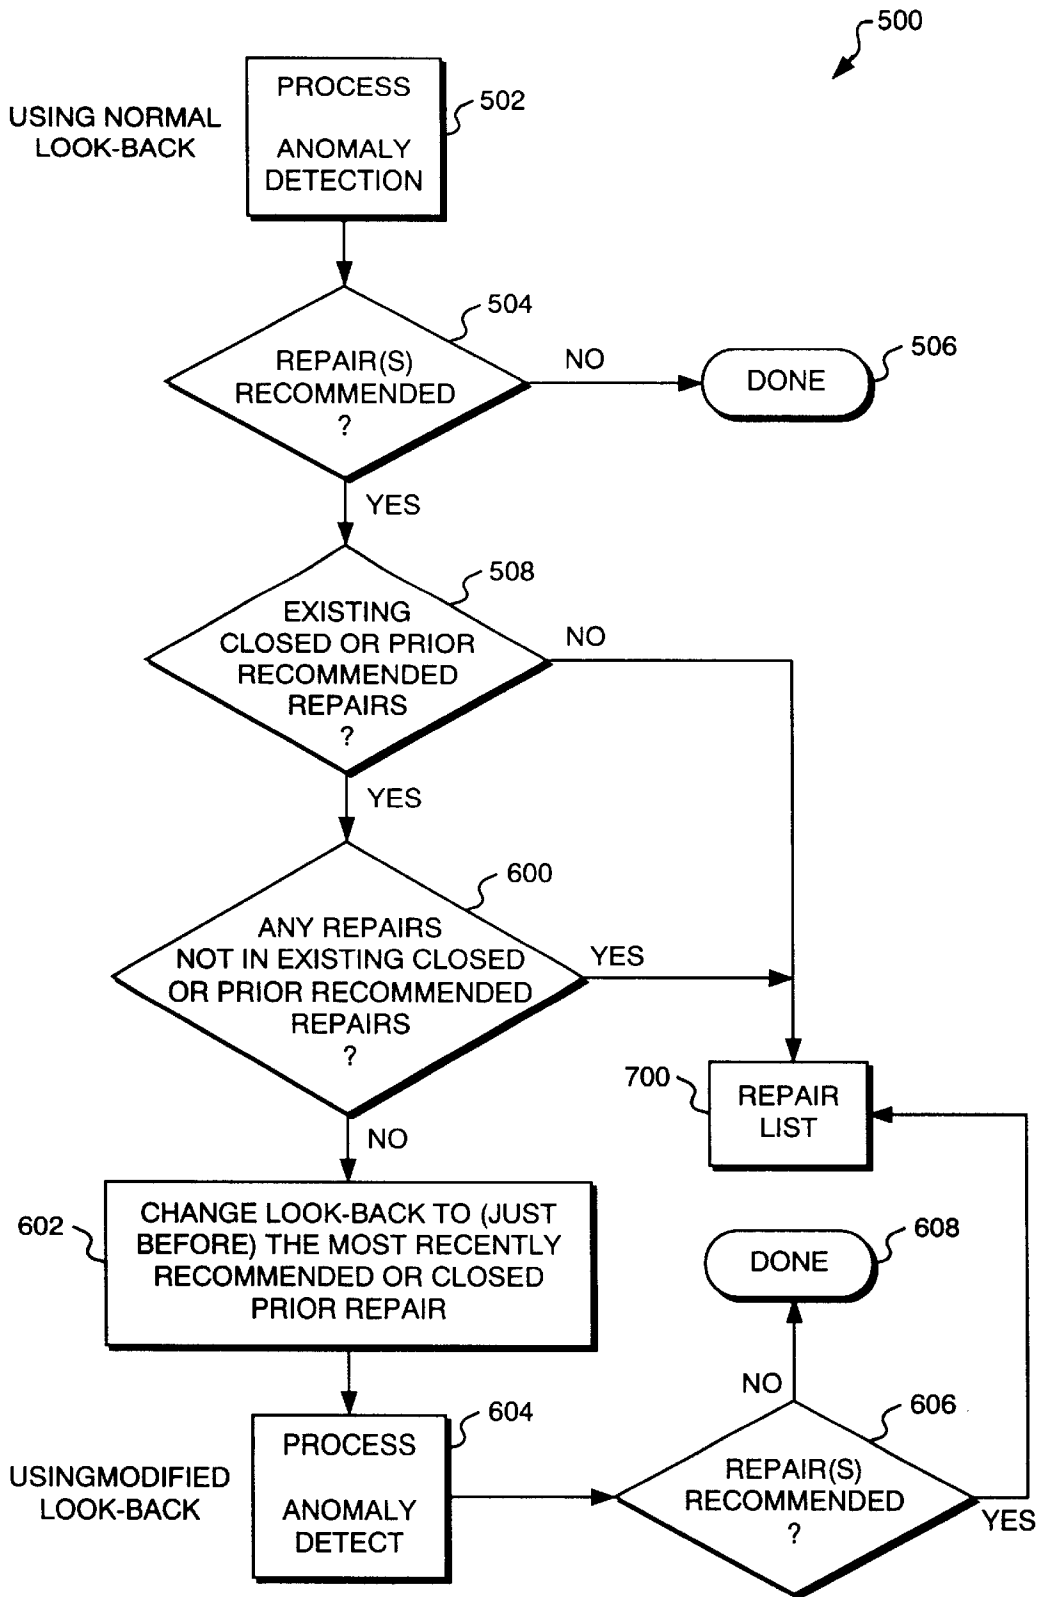 500
PROCESS
ANOMALY
DETECTION
502
USING NORMAL
LOOK-BACK
504
REPAIR(S)
RECOMMENDED
?
NO
DONE
506
YES
508
EXISTING
CLOSED OR PRIOR
RECOMMENDED
REPAIRS
?
NO
YES
600
ANY REPAIRS
NOT IN EXISTING CLOSED
OR PRIOR RECOMMENDED
REPAIRS
?
YES
700
REPAIR
LIST
NO
602
CHANGE LOOK-BACK TO (JUST
BEFORE) THE MOST RECENTLY
RECOMMENDED OR CLOSED
PRIOR REPAIR
608
DONE
NO
604
PROCESS
ANOMALY
DETECT
USINGMODIFIED
LOOK-BACK
606
REPAIR(S)
RECOMMENDED
?
YES